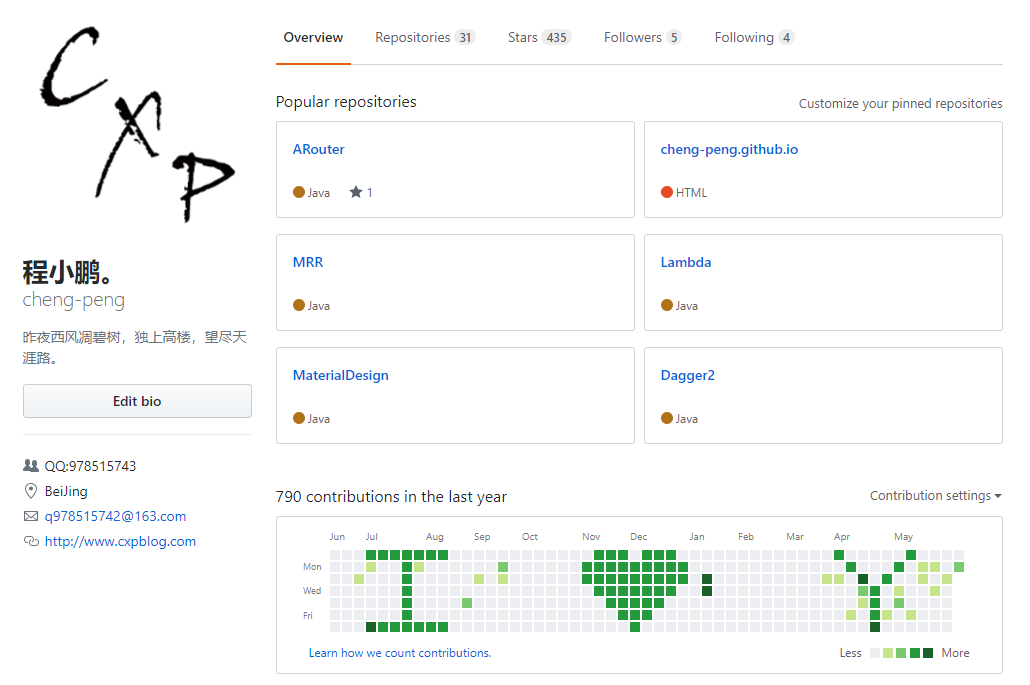 CXP
程小鹏。
cheng-peng
昨夜西风凋碧树，独上高楼，望尽天
涯路。
Edit bio
QQ:978515743
BeiJing
q978515742@163.com
http://www.cxpblog.com
Overview Repositories 31 Stars 435 Followers 5 Following 4
Popular repositories Customize your pinned repositories
ARouter
Java 1
cheng-peng.github.io
HTML
MRR
Java
Lambda
Java
MaterialDesign
Java
Dagger2
Java
790 contributions in the last year Contribution settings
Jun Jul Aug Sep Oct Nov Dec Jan Feb Mar Apr May
Mon
Wed
Fri
Learn how we count contributions. Less More